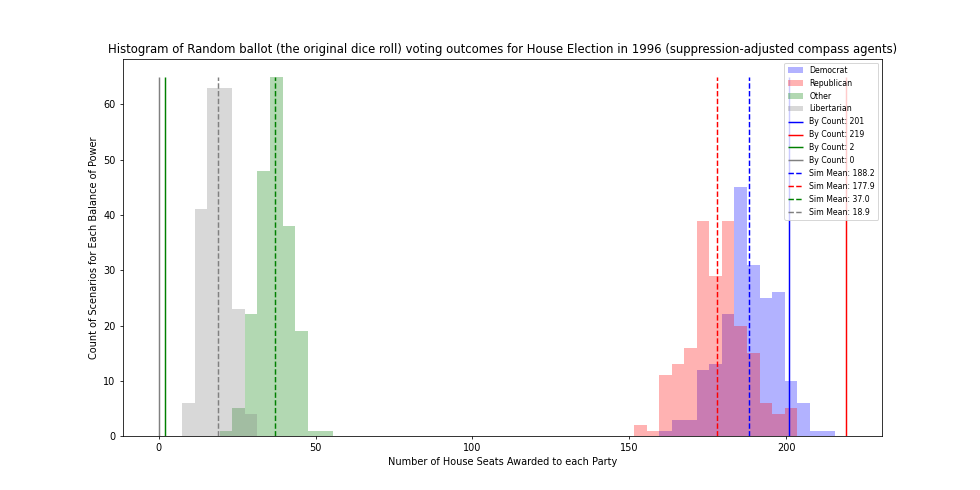 Histogram of Random ballot (the original dice roll) voting outcomes for House Election in 1996 (suppression-adjusted compass agents)
Count of Scenarios for Each Balance of Power
60
50
40
30
20
10
0
0
50
100
150
200
Number of House Seats Awarded to each Party
Democrat
Republican
Other
Libertarian
By Count: 201
By Count: 219
By Count: 2
By Count: 0
Sim Mean: 188.2
Sim Mean: 177.9
Sim Mean: 37.0
Sim Mean: 18.9